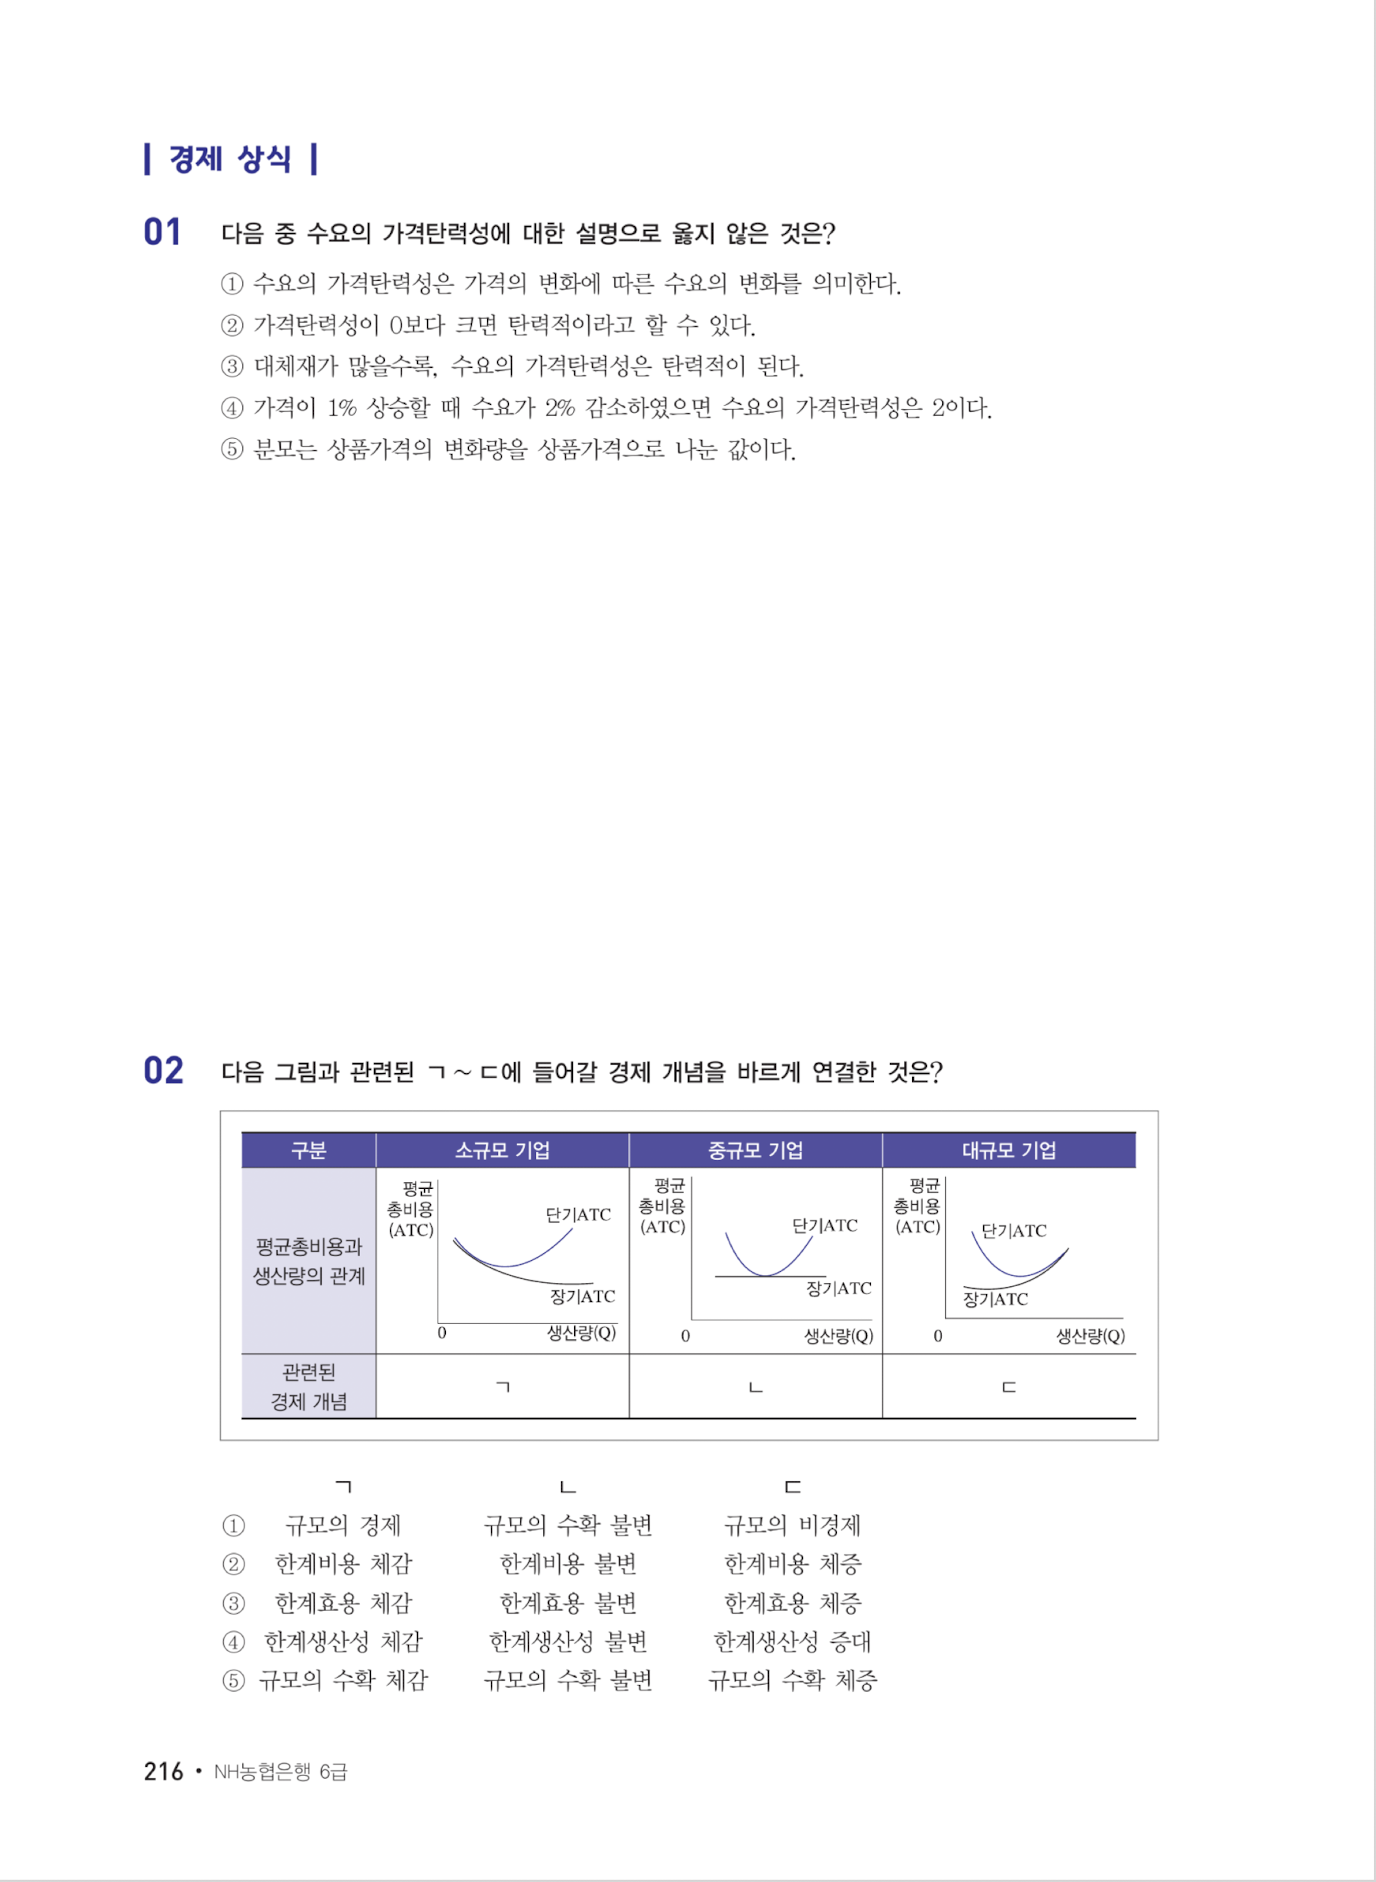 경제 상식
01 다음 중 수요의 가격탄력성에 대한 설명으로 옳지 않은 것은?
① 수요의 가격탄력성은 가격의 변화에 따른 수요의 변화를 의미한다.
② 가격탄력성이 0보다 크면 탄력적이라고 할 수 있다.
③ 대체재가 많을수록, 수요의 가격탄력성은 탄력적이 된다.
④ 가격이 1% 상승할 때 수요가 2% 감소하였으면 수요의 가격탄력성은 2이다.
⑤ 분모는 상품가격의 변화량을 상품가격으로 나눈 값이다.
02 다음 그림과 관련된 ㄱ ~ ㄷ에 들어갈 경제 개념을 바르게 연결한 것은?
구분 소규모 기업 중규모 기업 대규모 기업
평균총비용과
생산량의 관계
평균
총비용
(ATC)
단기ATC
장기ATC
0 생산량(Q)
평균
총비용
(ATC)
단기ATC
장기ATC
0 생산량(Q)
평균
총비용
(ATC)
단기ATC
장기ATC
0 생산량(Q)
관련된
경제 개념
ㄱ ㄴ ㄷ
ㄱ ㄴ ㄷ
① 규모의 경제 규모의 수확 불변 규모의 비경제
② 한계비용 체감 한계비용 불변 한계비용 체증
③ 한계효용 체감 한계효용 불변 한계효용 체증
④ 한계생산성 체감 한계생산성 불변 한계생산성 증대
⑤ 규모의 수확 체감 규모의 수확 불변 규모의 수확 체증
216 • NH농협은행 6급